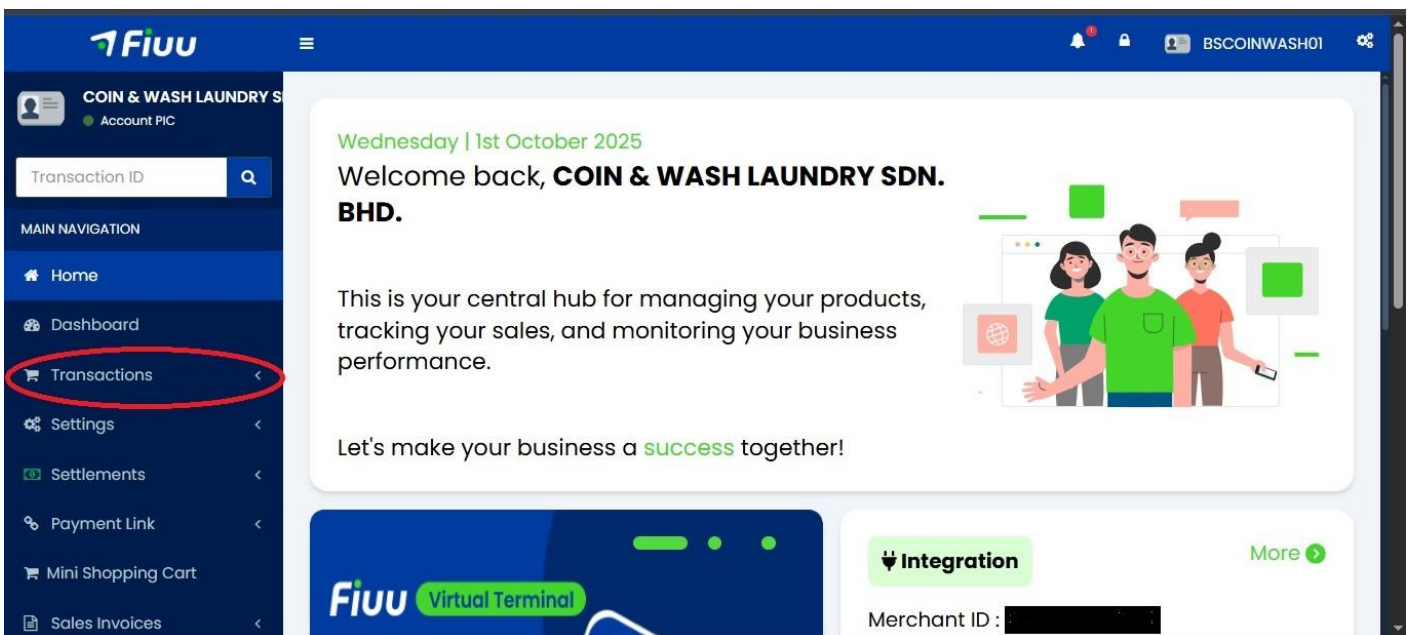 Fiuu
BSCOINWASH01
COIN & WASH LAUNDRY S
Account PIC
Transaction ID
MAIN NAVIGATION
Home
Dashboard
Transactions
Settings
Settlements
Payment Link
Mini Shopping Cart
Sales Invoices
Wednesday | 1st October 2025
Welcome back, COIN & WASH LAUNDRY SDN.
BHD.
This is your central hub for managing your products,
tracking your sales, and monitoring your business
performance.
Let's make your business a success together!
Fiuu Virtual Terminal
Integration
More
Merchant ID :